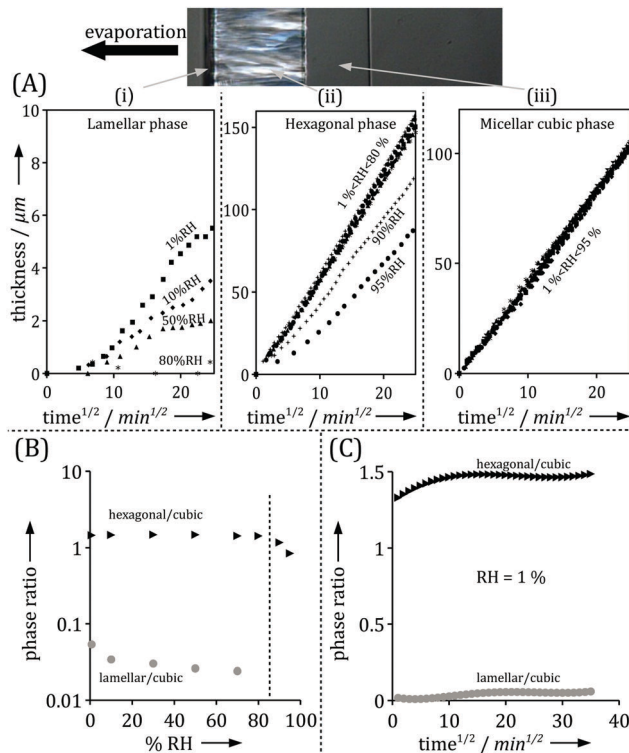 evaporation
(A)
(i)
(ii)
(iii)
Lamellar phase
Hexagonal phase
Micellar cubic phase
thickness / μm
10
8
6
4
2
0
1%RH
10%RH
50%RH
80%RH
0
10
20
time1/2 / min1/2
150
100
50
0
1 %<RH<80 %
90%RH
95%RH
0
10
20
time1/2 / min1/2
100
50
0
1 %<RH<95 %
0
10
20
time1/2 / min1/2
(B)
phase ratio
10
1
0.1
0.01
hexagonal/cubic
lamellar/cubic
0
20
40
60
80
100
% RH
(C)
phase ratio
1.5
1
0.5
0
hexagonal/cubic
RH = 1 %
lamellar/cubic
0
10
20
30
40
time1/2 / min1/2